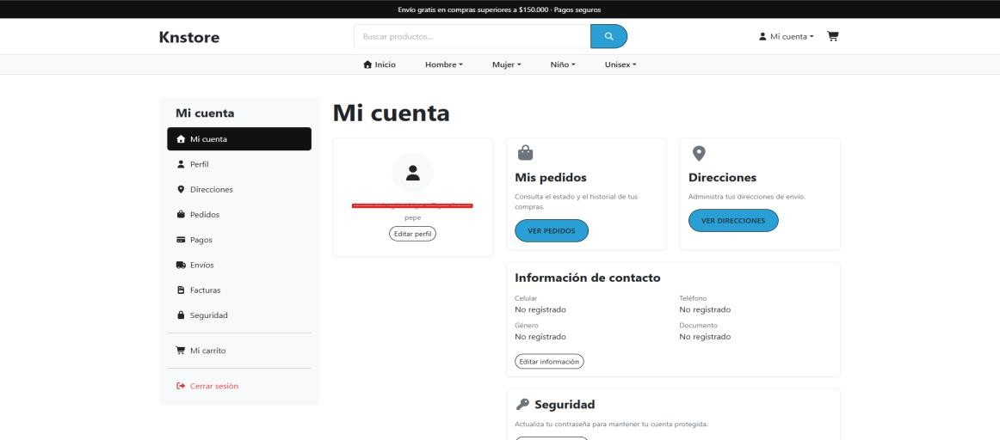 Envío gratis en compras superiores a $150.000 · Pagos seguros
Knstore
Buscar productos...
Mi cuenta
Inicio
Hombre
Mujer
Niño
Unisex
Mi cuenta
Mi cuenta
Perfil
Direcciones
Pedidos
Pagos
Envíos
Facturas
Seguridad
Mi carrito
Cerrar sesión
Mi cuenta
pepe
Editar perfil
Mis pedidos
Consulta el estado y el historial de tus
compras.
VER PEDIDOS
Direcciones
Administra tus direcciones de envío.
VER DIRECCIONES
Información de contacto
Celular
No registrado
Teléfono
No registrado
Género
No registrado
Documento
No registrado
Editar información
Seguridad
Actualiza tu contraseña para mantener tu cuenta protegida.